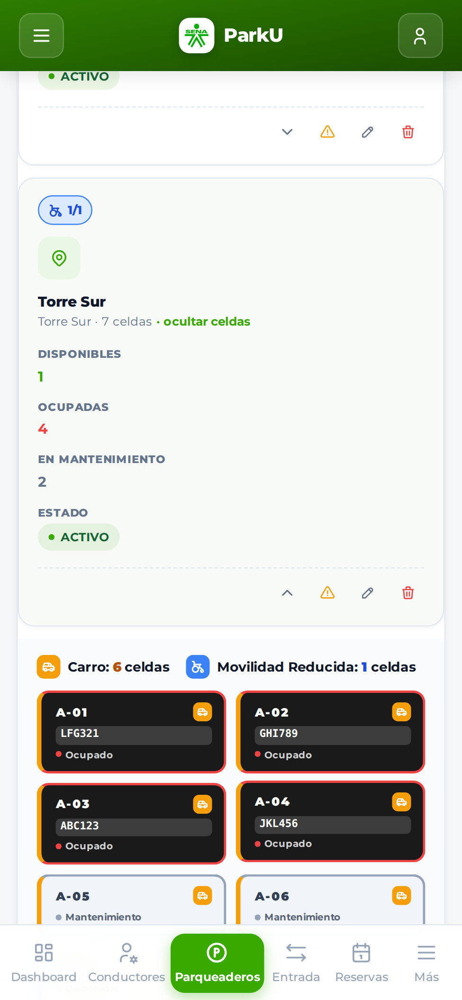 SENA
ParkU
ACTIVO
1/1
Torre Sur
Torre Sur · 7 celdas • ocultar celdas
DISPONIBLES
1
OCUPADAS
4
EN MANTENIMIENTO
2
ESTADO
ACTIVO
Carro: 6 celdas
Movilidad Reducida: 1 celdas
A-01
LFG321
Ocupado
A-02
GHI789
Ocupado
A-03
ABC123
Ocupado
A-04
JKL456
Ocupado
A-05
Mantenimiento
A-06
Mantenimiento
Dashboard
Conductores
Parqueaderos
Entrada
Reservas
Más